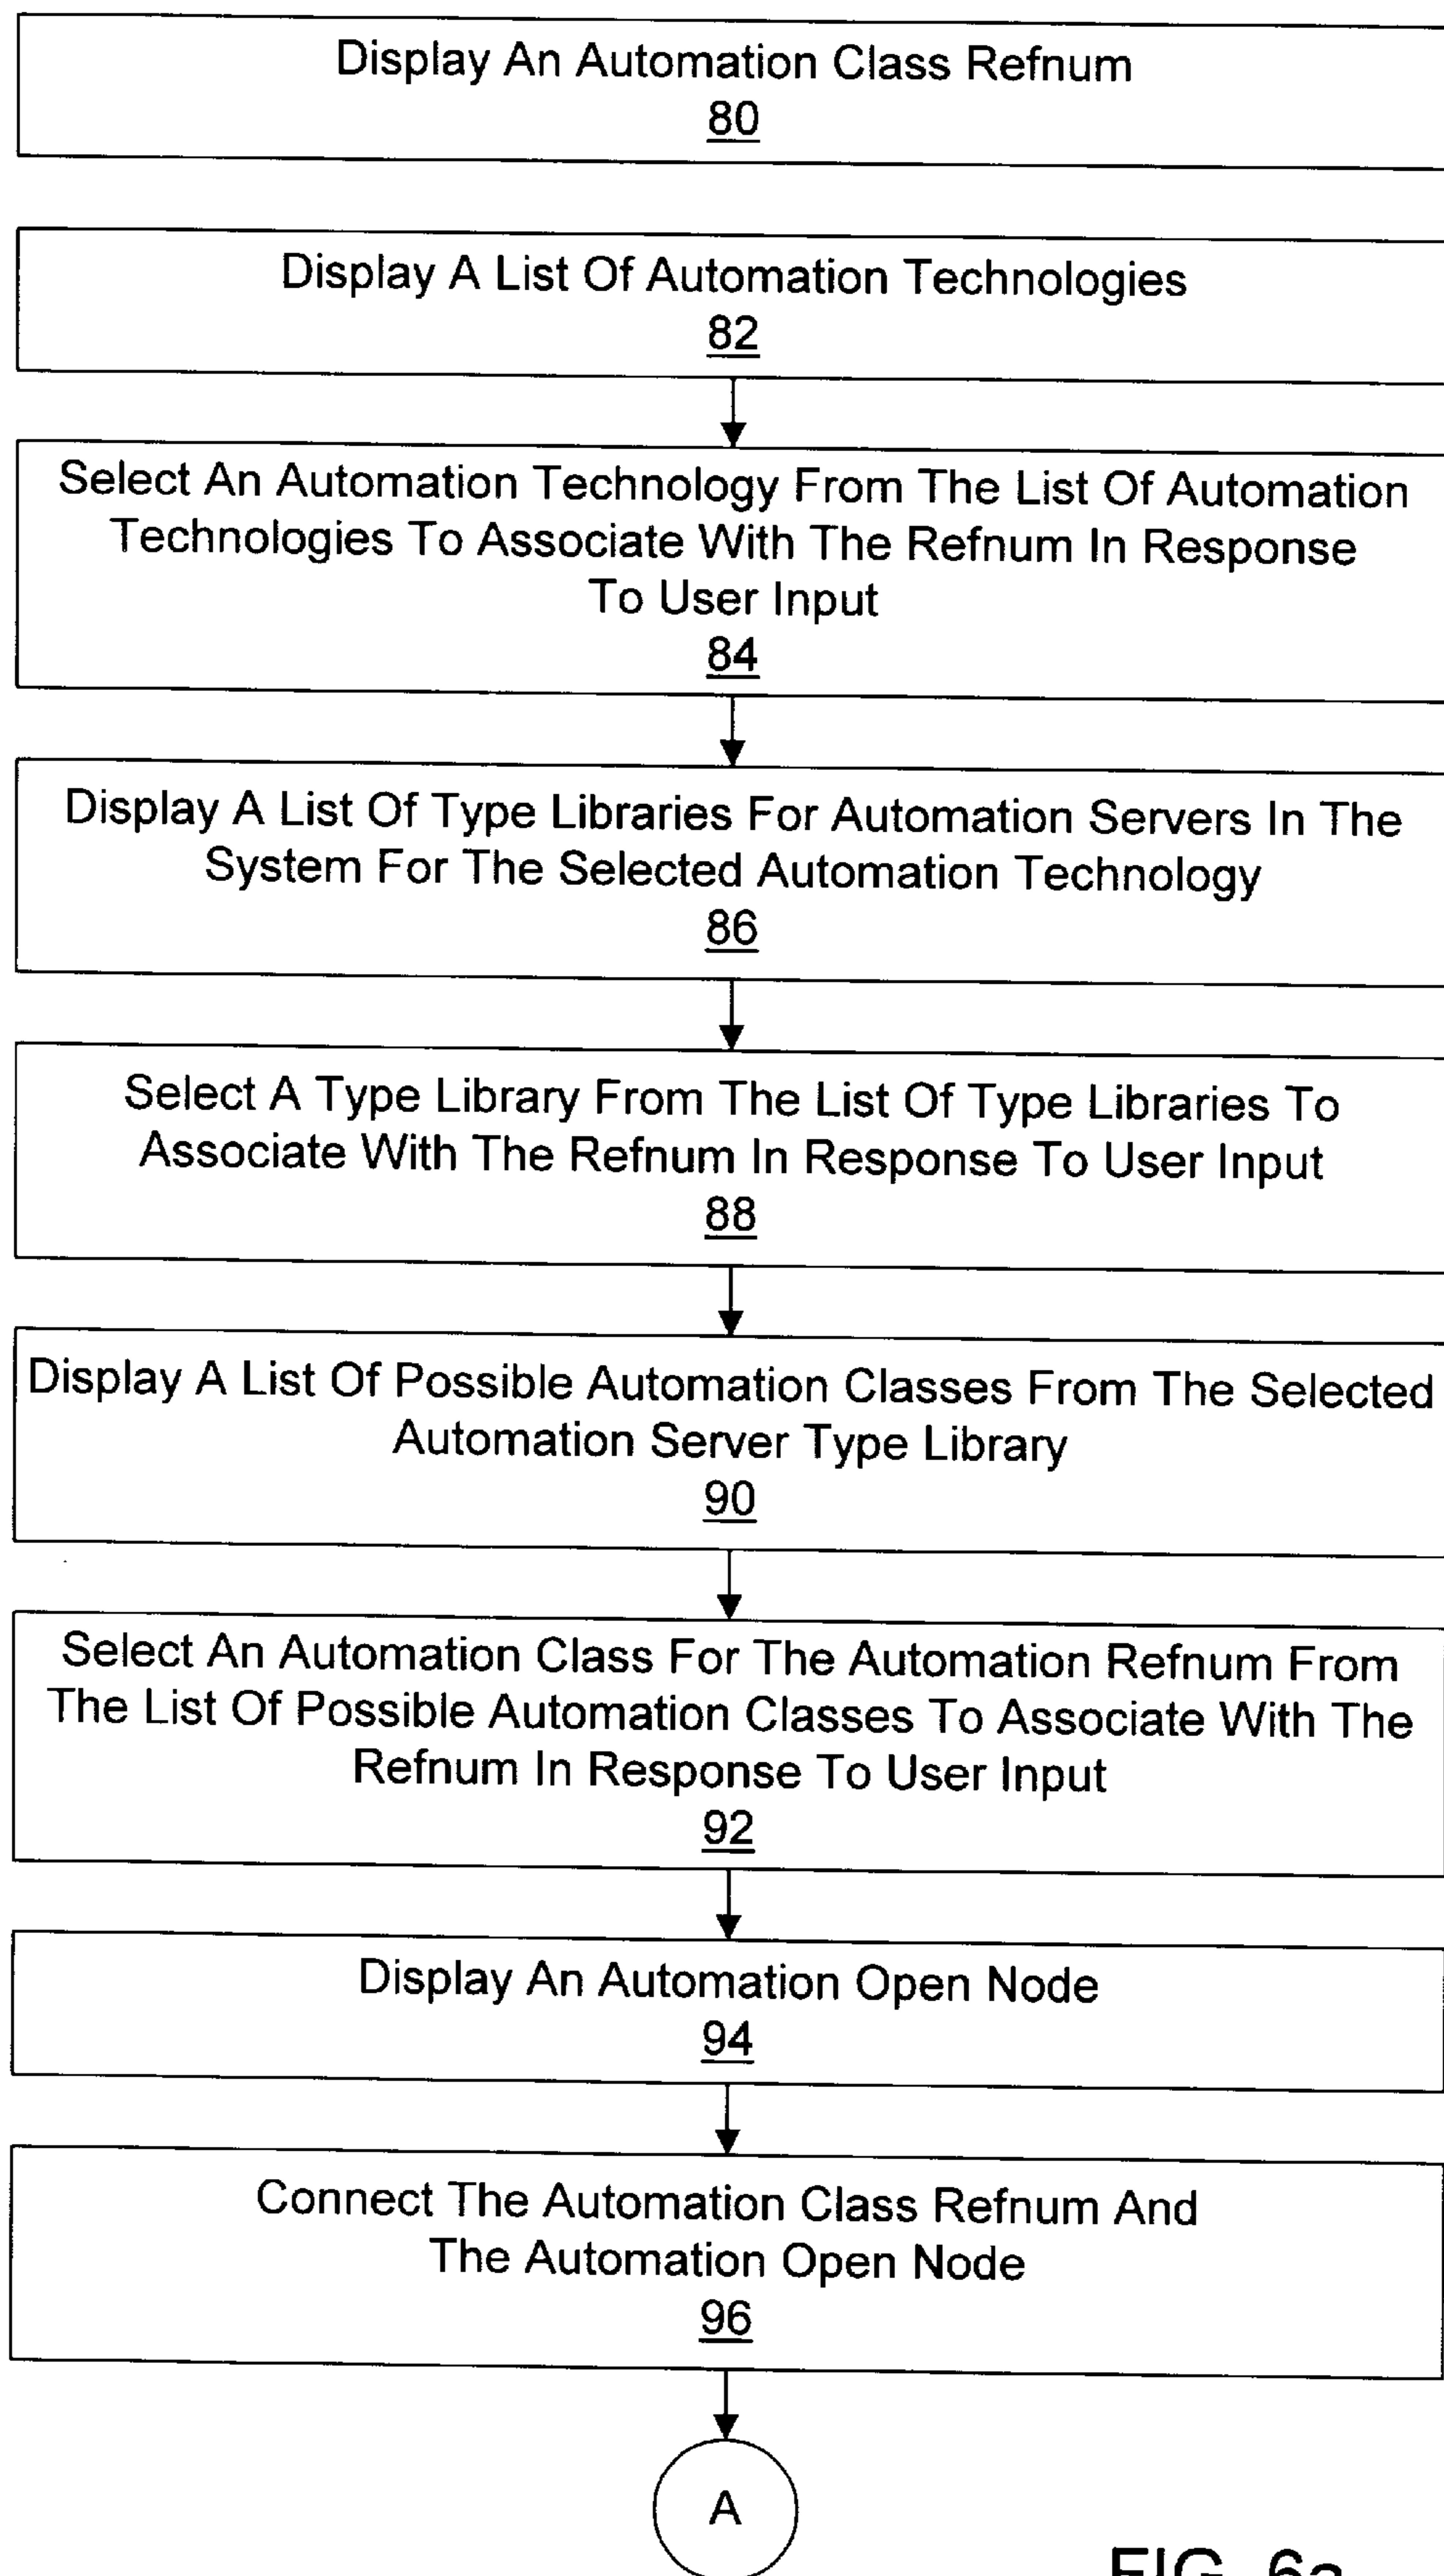 Display An Automation Class Refnum
80
Display A List Of Automation Technologies
82
Select An Automation Technology From The List Of Automation
Technologies To Associate With The Refnum In Response
To User Input
84
Display A List Of Type Libraries For Automation Servers In The
System For The Selected Automation Technology
86
Select A Type Library From The List Of Type Libraries To
Associate With The Refnum In Response To User Input
88
Display A List Of Possible Automation Classes From The Selected
Automation Server Type Library
90
Select An Automation Class For The Automation Refnum From
The List Of Possible Automation Classes To Associate With The
Refnum In Response To User Input
92
Display An Automation Open Node
94
Connect The Automation Class Refnum And
The Automation Open Node
96
A
FIG. 6a